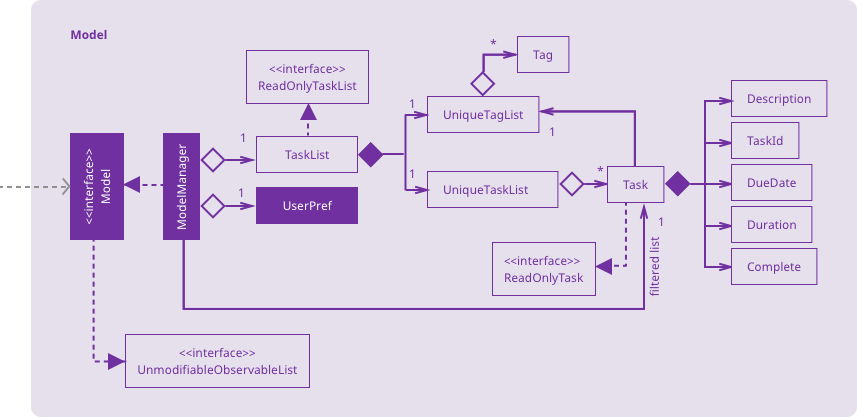 Model
*
Tag
<<interface>>
ReadOnlyTaskList
1
UniqueTagList
1
Description
<<interface>>
Model
ModelManager
1
TaskList
TaskId
1
UserPref
1
UniqueTaskList
*
Task
DueDate
1
filtered list
Duration
<<interface>>
ReadOnlyTask
Complete
<<interface>>
UnmodifiableObservableList